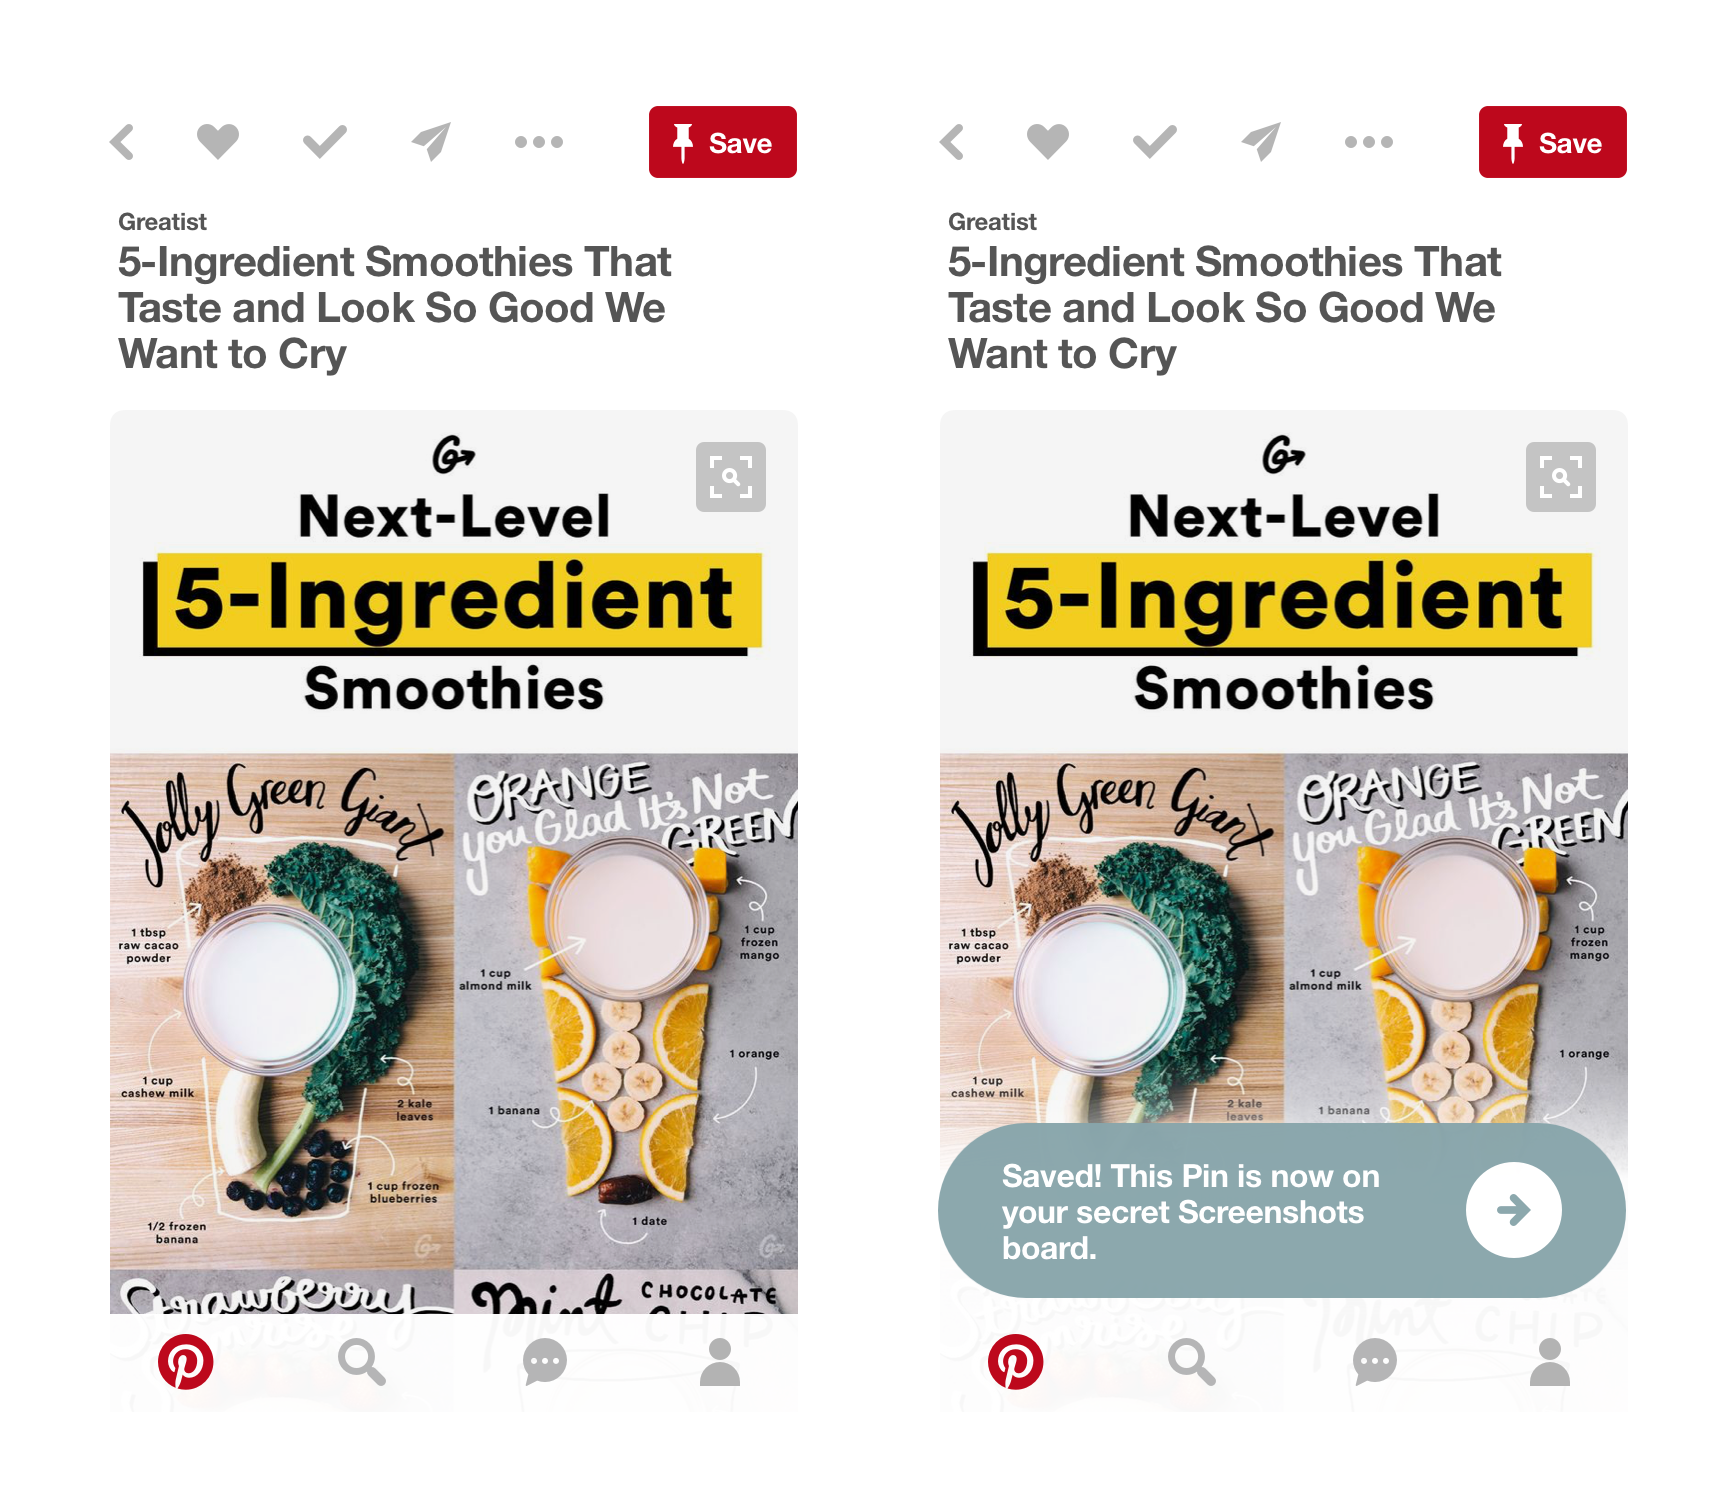 Save
Greatist
5-Ingredient Smoothies That
Taste and Look So Good We
Want to Cry
Next-Level
5-Ingredient
Smoothies
Jolly Green Giant
1 tbsp
raw cacao
powder
1 cup
cashew milk
2 kale
leaves
1 cup frozen
blueberries
1/2 frozen
banana
ORANGE
you Glad It's Not
GREEN
1 cup
frozen
mango
1 cup
almond milk
1 orange
1 banana
1 date
Strawberry
Sunrise
Mint CHOCOLATE
CHIP
Save
Greatist
5-Ingredient Smoothies That
Taste and Look So Good We
Want to Cry
Next-Level
5-Ingredient
Smoothies
Jolly Green Giant
1 tbsp
raw cacao
powder
1 cup
cashew milk
2 kale
leaves
ORANGE
you Glad It's Not
GREEN
1 cup
frozen
mango
1 cup
almond milk
1 orange
1 banana
Saved! This Pin is now on
your secret Screenshots
board.
Mint
CHIP